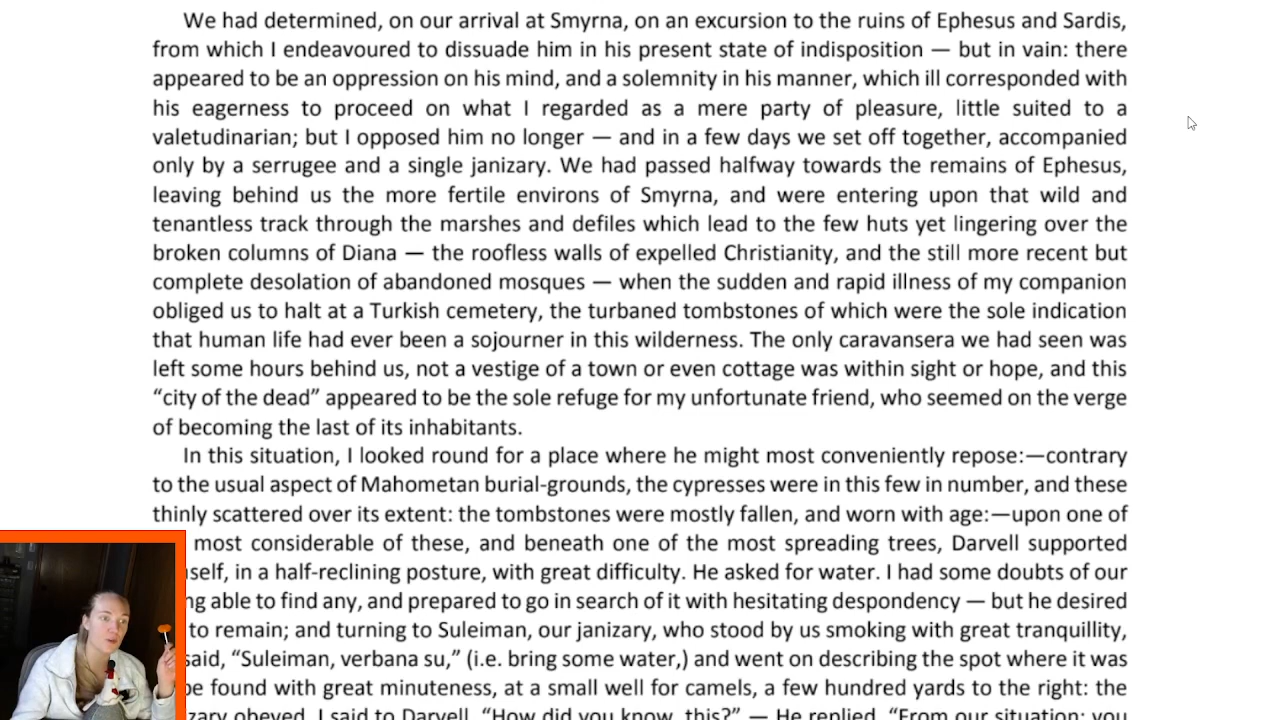 We had determined, on our arrival at Smyrna, on an excursion to the ruins of Ephesus and Sardis,
from which I endeavoured to dissuade him in his present state of indisposition — but in vain: there
appeared to be an oppression on his mind, and a solemnity in his manner, which ill corresponded with
his eagerness to proceed on what I regarded as a mere party of pleasure, little suited to a
valetudinarian; but I opposed him no longer — and in a few days we set off together, accompanied
only by a serrugee and a single janizary. We had passed halfway towards the remains of Ephesus,
leaving behind us the more fertile environs of Smyrna, and were entering upon that wild and
tenantless track through the marshes and defiles which lead to the few huts yet lingering over the
broken columns of Diana — the roofless walls of expelled Christianity, and the still more recent but
complete desolation of abandoned mosques — when the sudden and rapid illness of my companion
obliged us to halt at a Turkish cemetery, the turbaned tombstones of which were the sole indication
that human life had ever been a sojourner in this wilderness. The only caravansera we had seen was
left some hours behind us, not a vestige of a town or even cottage was within sight or hope, and this
“city of the dead” appeared to be the sole refuge for my unfortunate friend, who seemed on the verge
of becoming the last of its inhabitants.
In this situation, I looked round for a place where he might most conveniently repose:—contrary
to the usual aspect of Mahometan burial-grounds, the cypresses were in this few in number, and these
thinly scattered over its extent: the tombstones were mostly fallen, and worn with age:—upon one of
most considerable of these, and beneath one of the most spreading trees, Darvell supported
self, in a half-reclining posture, with great difficulty. He asked for water. I had some doubts of our
ng able to find any, and prepared to go in search of it with hesitating despondency — but he desired
to remain; and turning to Suleiman, our janizary, who stood by us smoking with great tranquillity,
said, “Suleiman, verbana su,” (i.e. bring some water,) and went on describing the spot where it was
be found with great minuteness, at a small well for camels, a few hundred yards to the right: the
zary obeyed. I said to Darvell, “How did you know this?” — He replied, “From our situation; you